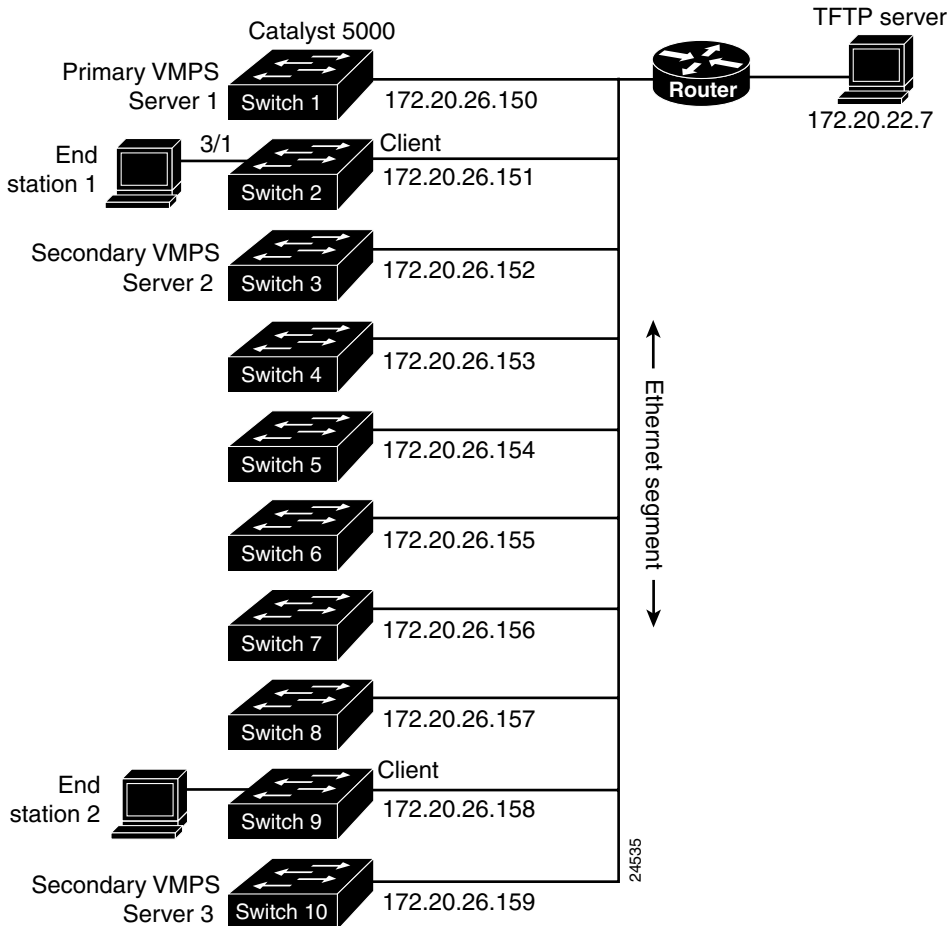 Catalyst 5000
TFTP server
Primary VMPS
Server 1
Switch 1
172.20.26.150
Router
172.20.22.7
End
station 1
3/1
Switch 2
Client
172.20.26.151
Secondary VMPS
Server 2
Switch 3
172.20.26.152
Switch 4
172.20.26.153
Switch 5
172.20.26.154
Ethernet segment
Switch 6
172.20.26.155
Switch 7
172.20.26.156
Switch 8
172.20.26.157
End
station 2
Switch 9
Client
172.20.26.158
Secondary VMPS
Server 3
Switch 10
172.20.26.159
24535